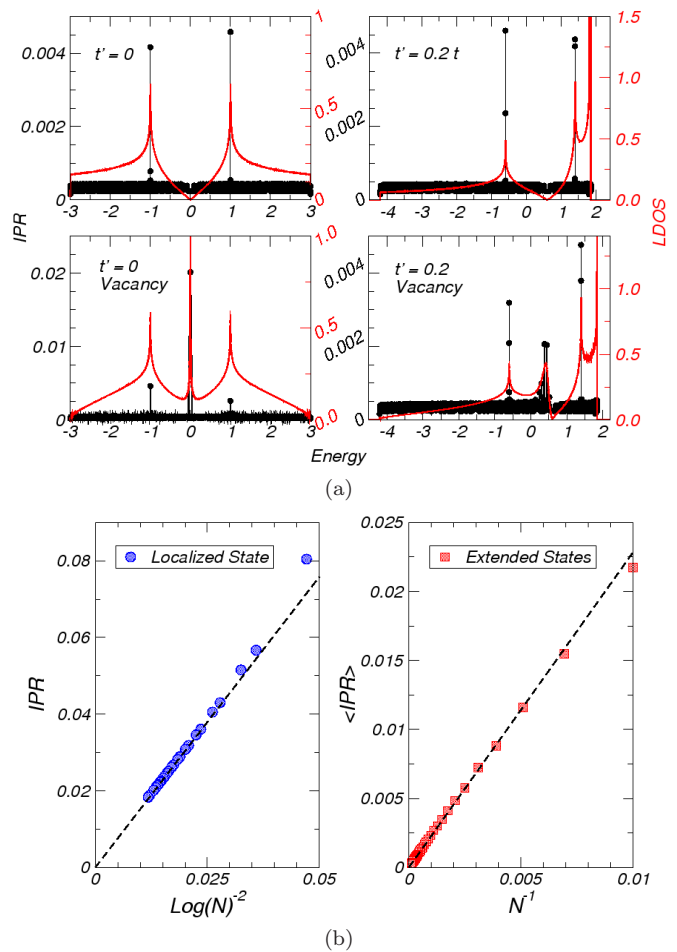 t' = 0
t' = 0.2 t
0.004
0.002
0
1
0.5
0
0.004
0.002
0
1.5
1.0
0.5
0.0
-3 -2 -1 0 1 2 3
-4 -3 -2 -1 0 1 2
IPR
LDOS
t' = 0
Vacancy
t' = 0.2
Vacancy
0.02
0.01
0
1.0
0.5
0.0
0.004
0.002
0
1.0
0.5
0.0
-3 -2 -1 0 1 2 3
-4 -3 -2 -1 0 1 2
Energy
(a)
Localized State
Extended States
0.08
0.06
0.04
0.02
0
IPR
0 0.025 0.05
Log(N)^-2
0.025
0.02
0.015
0.01
0.005
0
<IPR>
0 0.005 0.01
N^-1
(b)